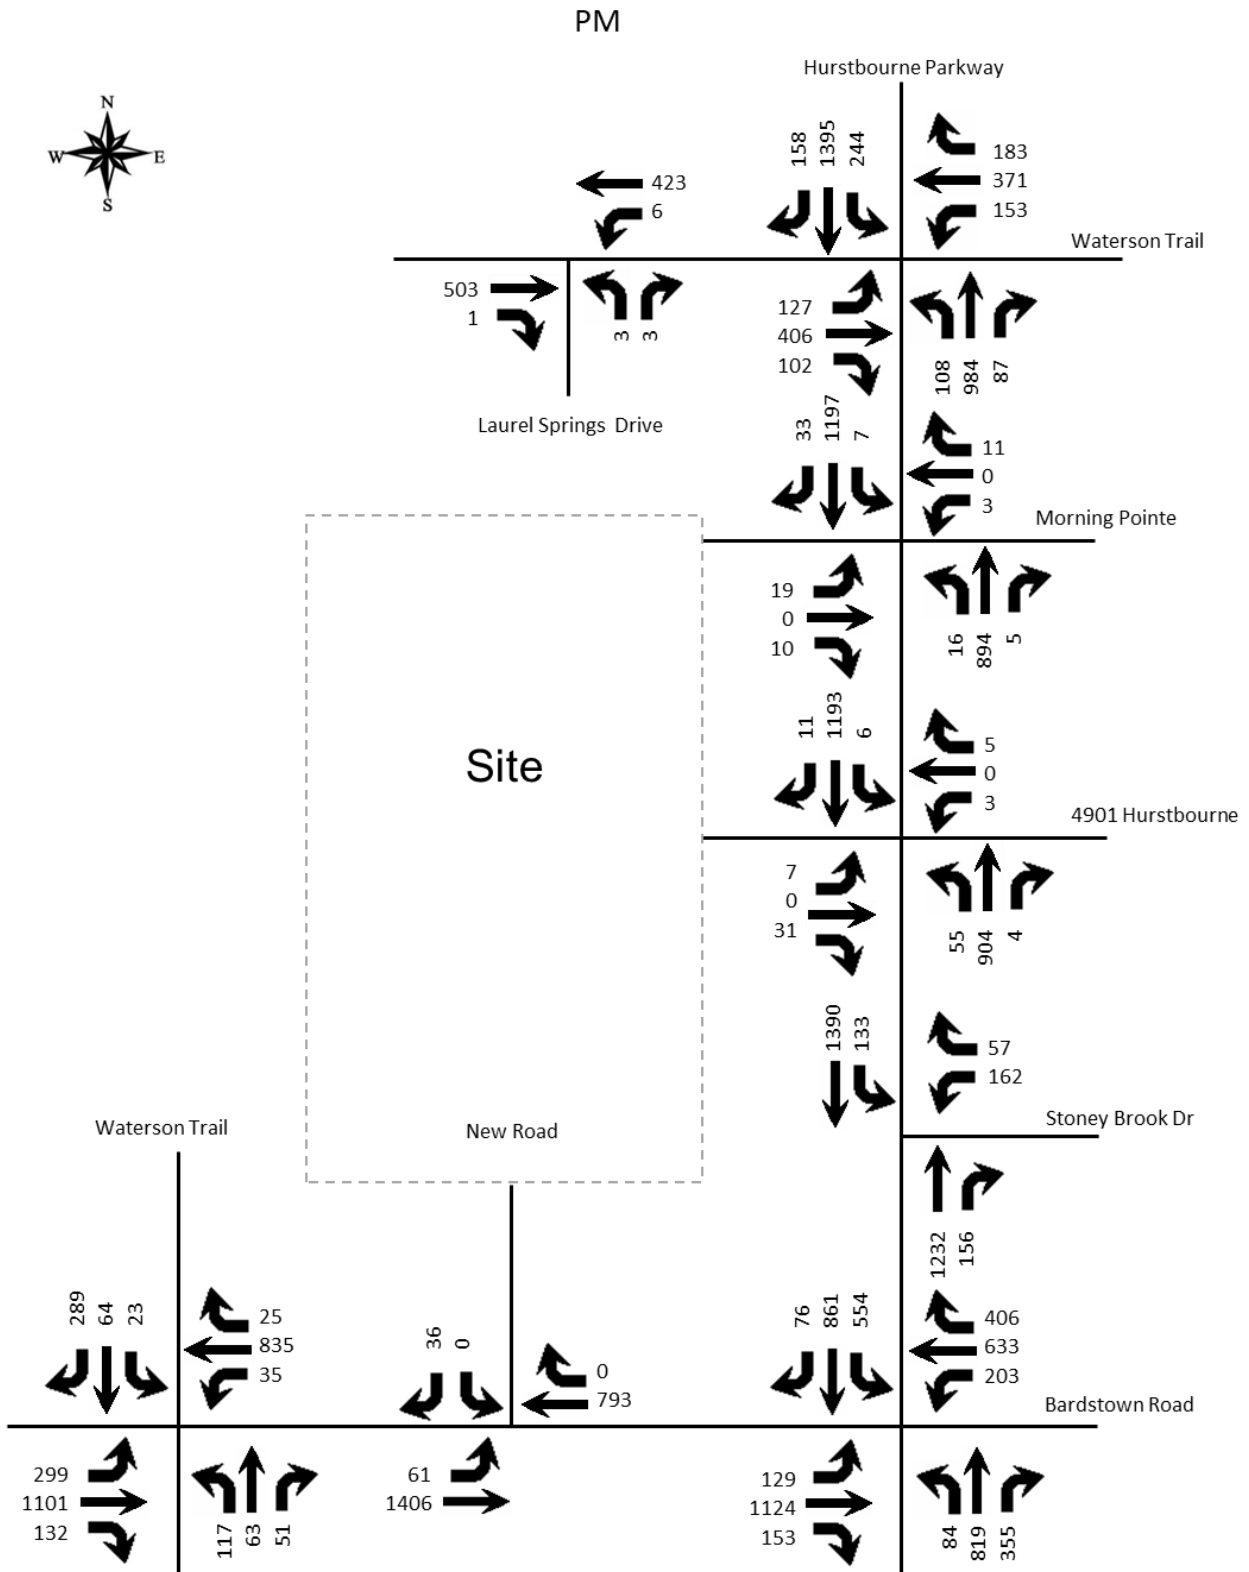 PM
Hurstbourne Parkway
N
W E
S
158 1395 244
183
371
153
423
6
Waterson Trail
503
1
3 3
127
406
102
108 984 87
Laurel Springs Drive
33 1197 7
11
0
3
Morning Pointe
19
0
10
16 894 5
Site
11 1193 6
5
0
3
4901 Hurstbourne
7
0
31
55 904 4
1390 133
57
162
Stoney Brook Dr
Waterson Trail
New Road
1232 156
289 64 23
25
835
35
36 0
0
793
76 861 554
406
633
203
Bardstown Road
299
1101
132
117 63 51
61
1406
129
1124
153
84 819 355